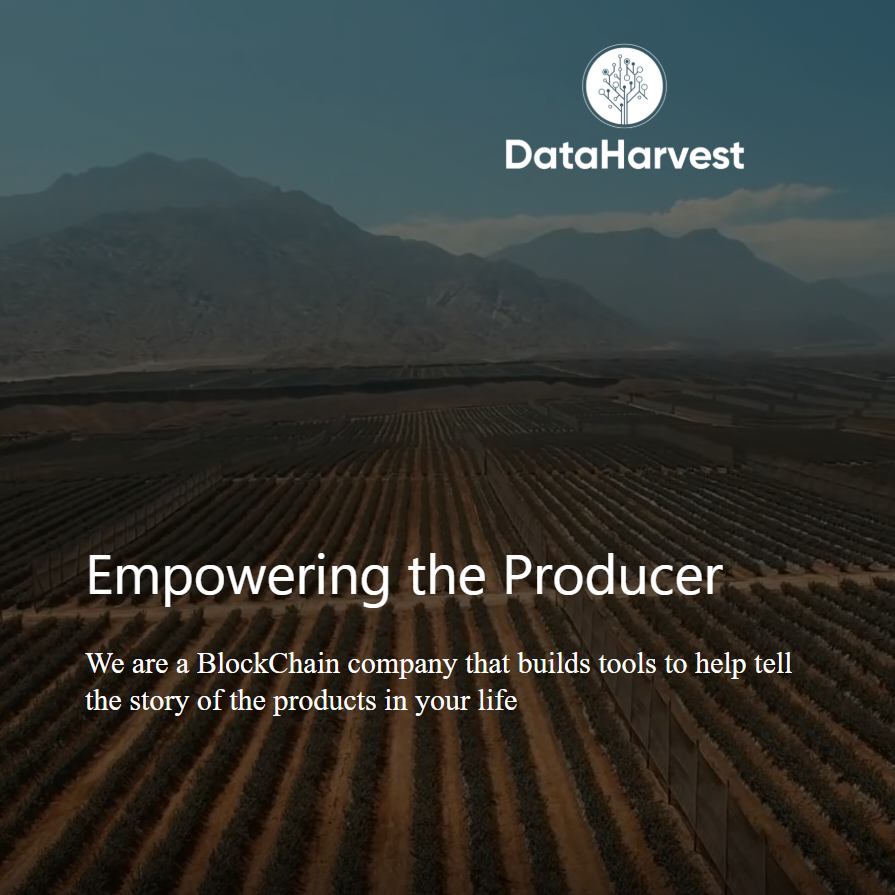 DataHarvest
Empowering the Producer
We are a BlockChain company that builds tools to help tell
the story of the products in your life